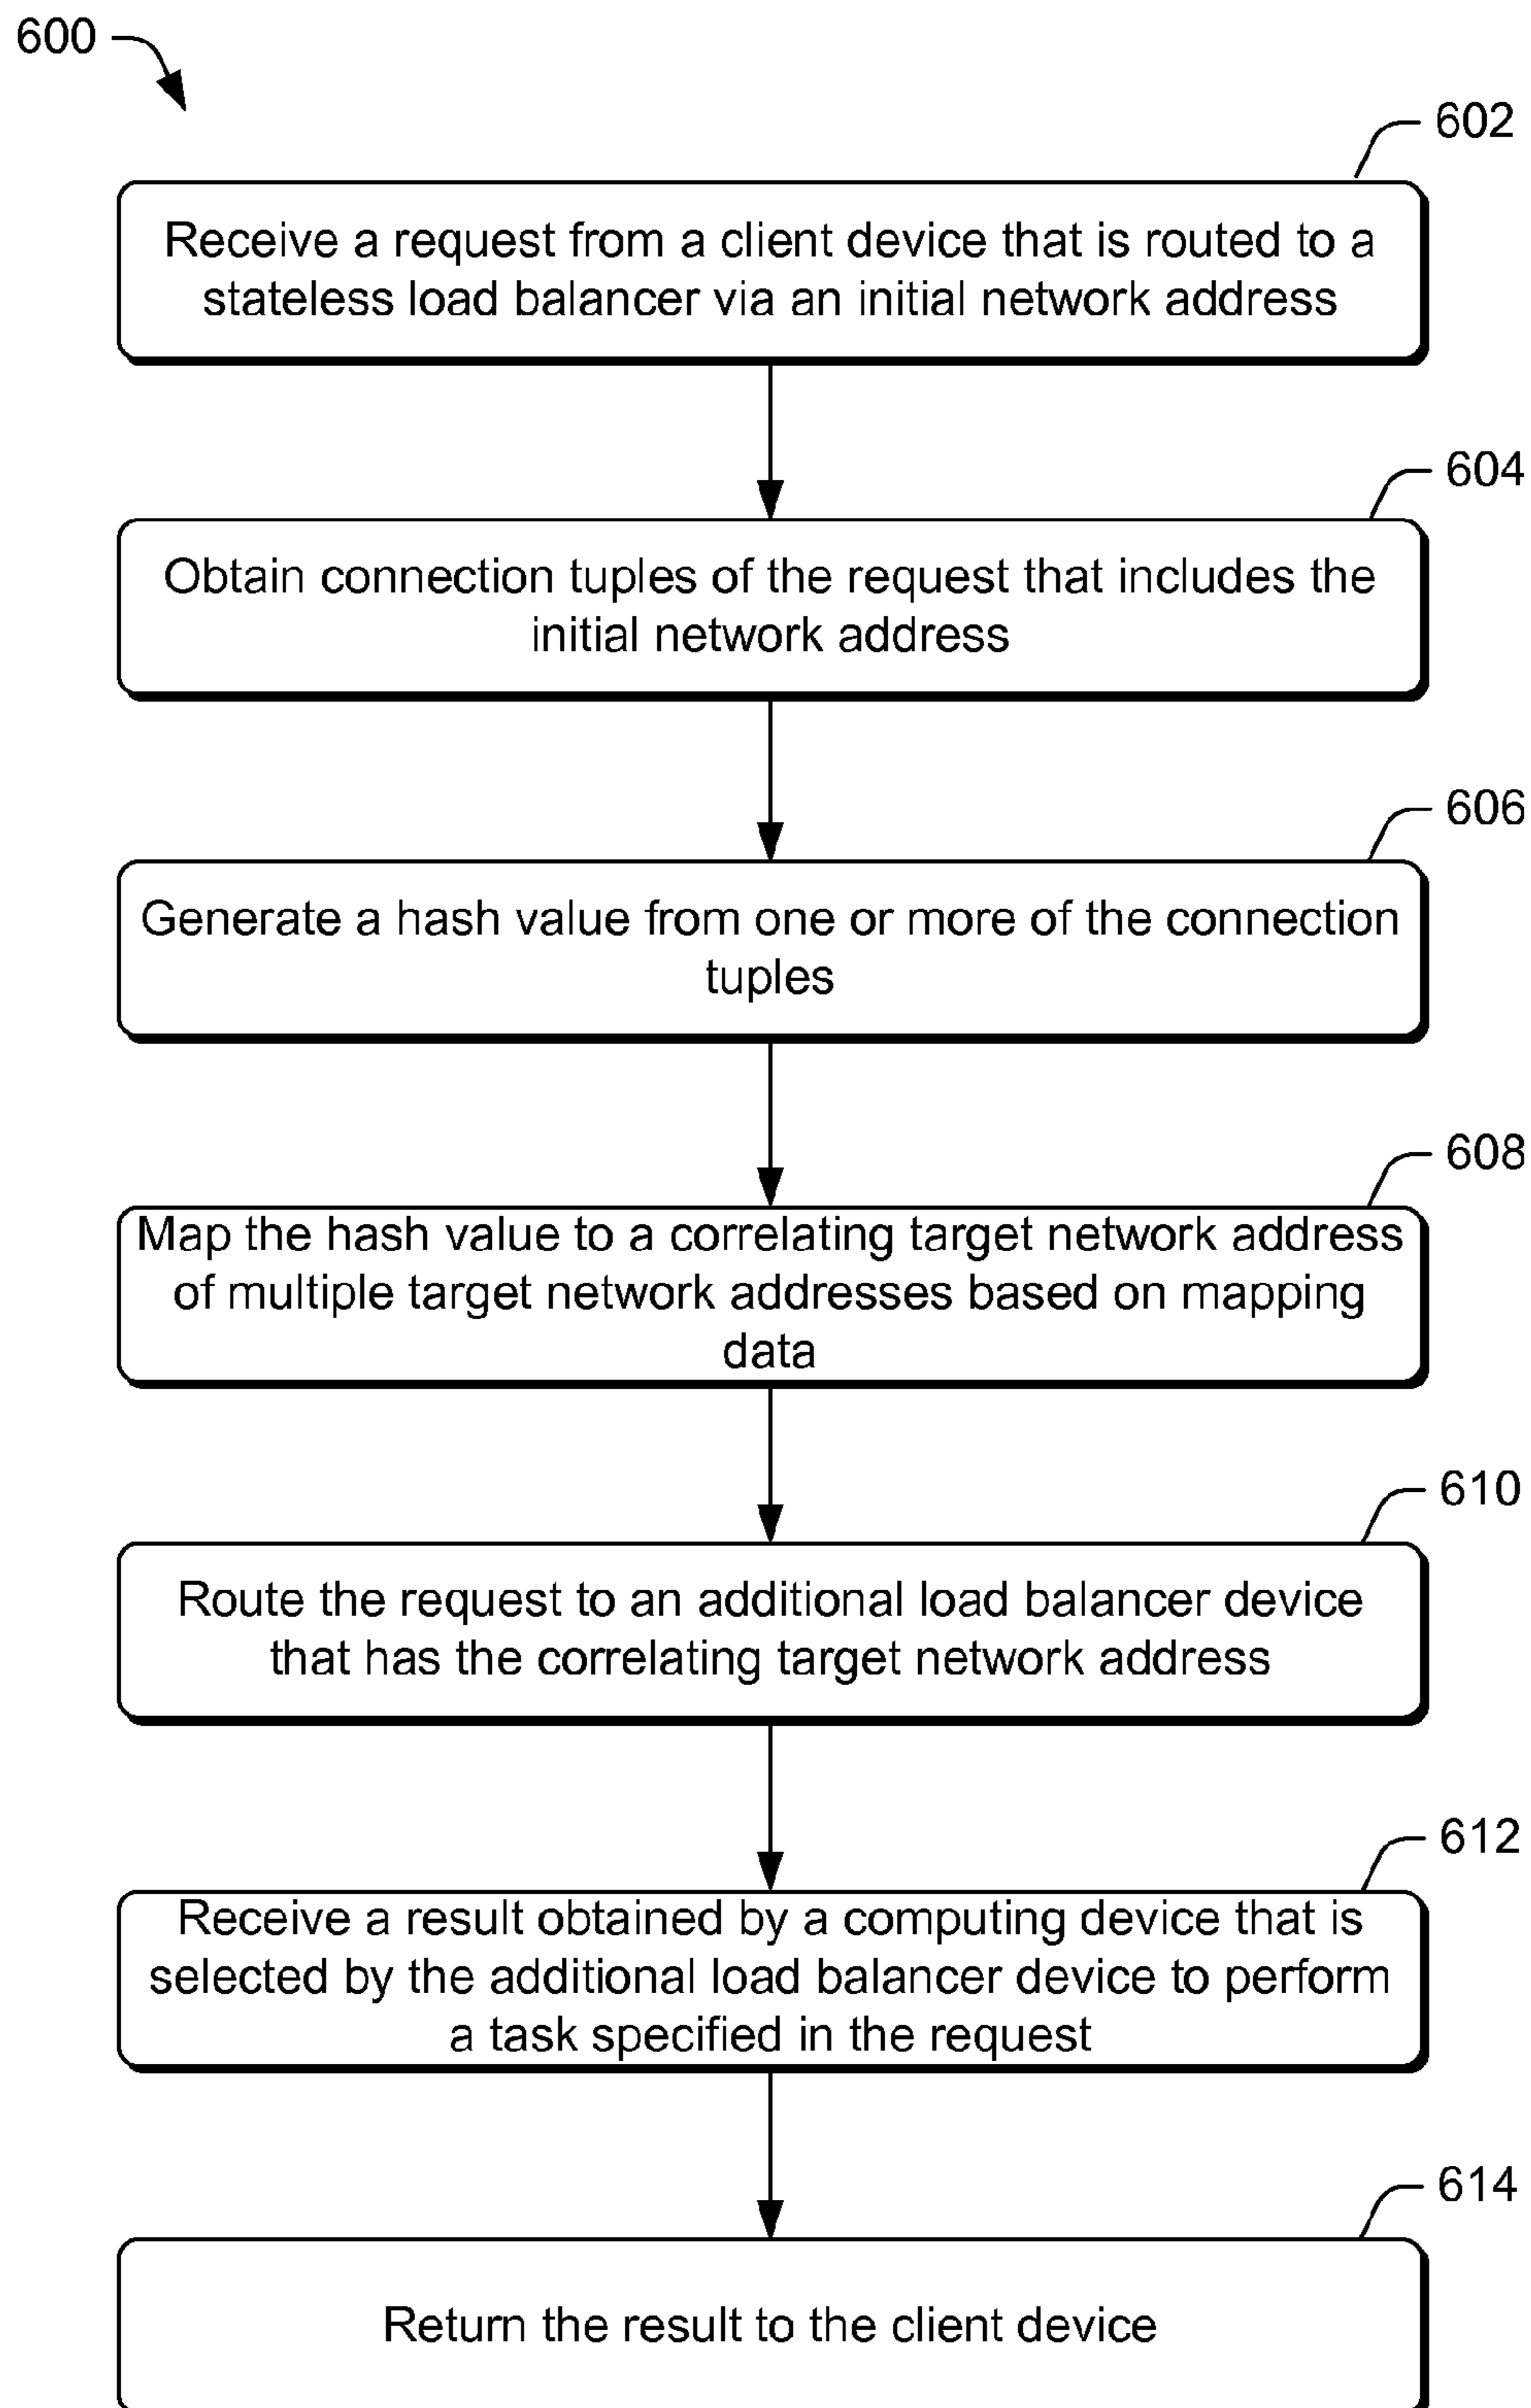 600
602
Receive a request from a client device that is routed to a
stateless load balancer via an initial network address
604
Obtain connection tuples of the request that includes the
initial network address
606
Generate a hash value from one or more of the connection
tuples
608
Map the hash value to a correlating target network address
of multiple target network addresses based on mapping
data
610
Route the request to an additional load balancer device
that has the correlating target network address
612
Receive a result obtained by a computing device that is
selected by the additional load balancer device to perform
a task specified in the request
614
Return the result to the client device